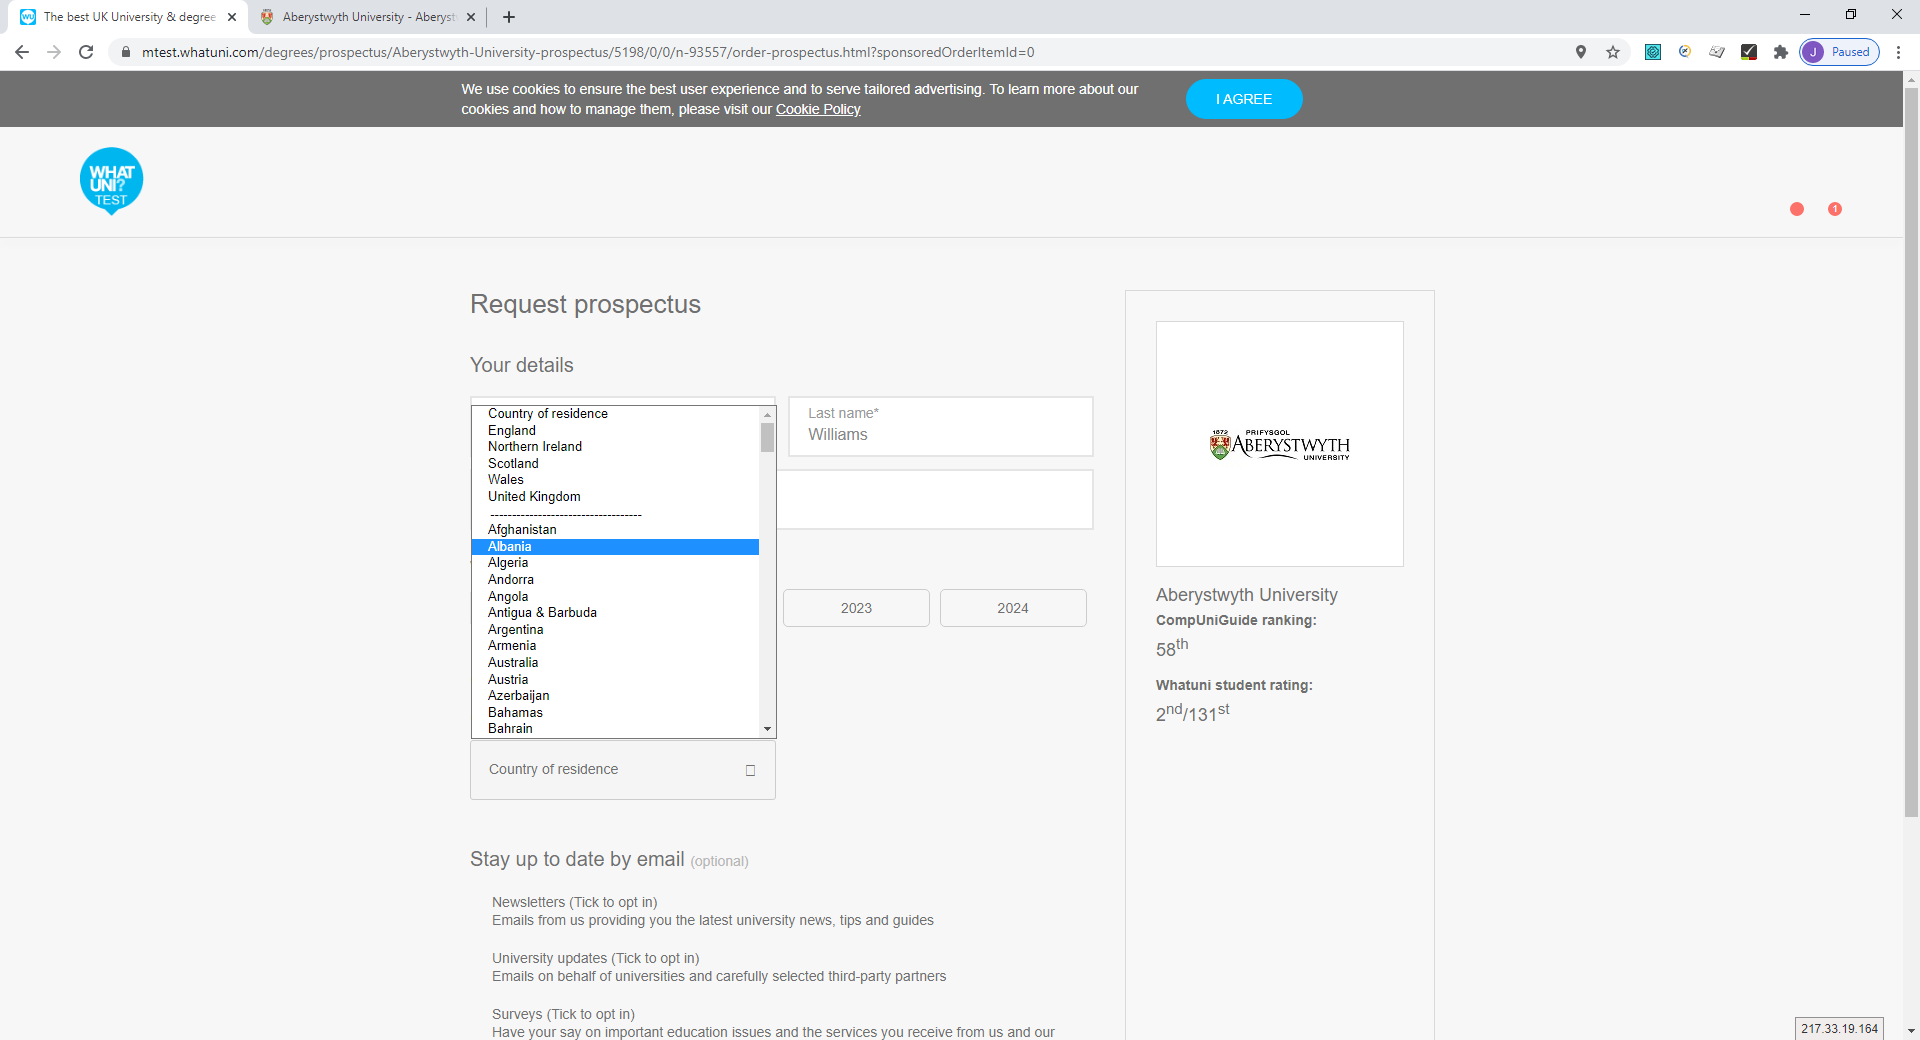 The best UK University & degree
Aberystwyth University - Aberyst
mtest.whatuni.com/degrees/prospectus/Aberystwyth-University-prospectus/5198/0/0/n-93557/order-prospectus.html?sponsoredOrderItemId=0
J Paused
We use cookies to ensure the best user experience and to serve tailored advertising. To learn more about our
cookies and how to manage them, please visit our Cookie Policy
I AGREE
WHAT
UNI?
TEST
1
Request prospectus
Your details
Last name*
Williams
Country of residence
England
Northern Ireland
Scotland
Wales
United Kingdom
-----------------------------------
Afghanistan
Albania
Algeria
Andorra
Angola
Antigua & Barbuda
Argentina
Armenia
Australia
Austria
Azerbaijan
Bahamas
Bahrain
2023
2024
Country of residence
Stay up to date by email (optional)
Newsletters (Tick to opt in)
Emails from us providing you the latest university news, tips and guides
University updates (Tick to opt in)
Emails on behalf of universities and carefully selected third-party partners
Surveys (Tick to opt in)
Have your say on important education issues and the services you receive from us and our
1872 PRIFYSGOL
ABERYSTWYTH
UNIVERSITY
Aberystwyth University
CompUniGuide ranking:
58th
Whatuni student rating:
2nd/131st
217.33.19.164